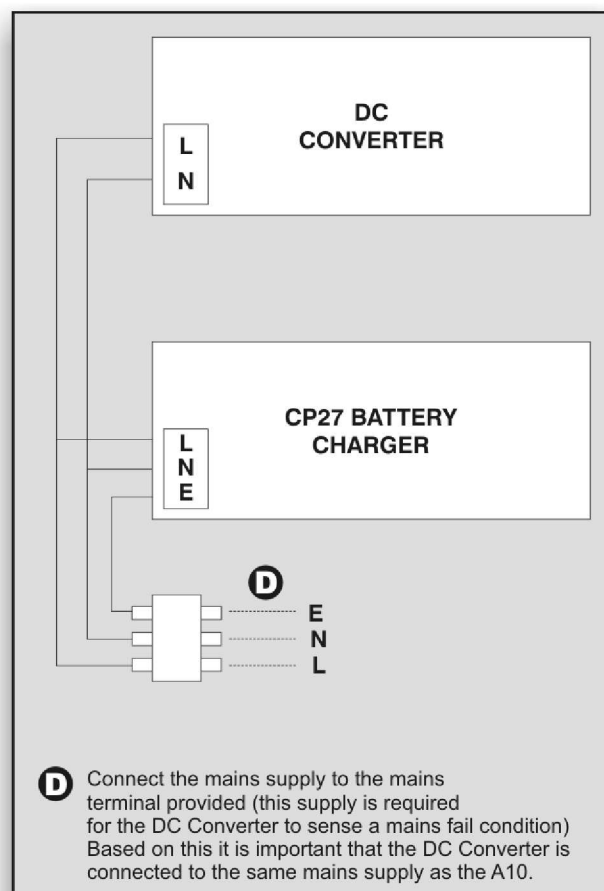 DC
CONVERTER
L
N
CP27 BATTERY
CHARGER
L
N
E
D
E
N
L
D Connect the mains supply to the mains
terminal provided (this supply is required
for the DC Converter to sense a mains fail condition)
Based on this it is important that the DC Converter is
connected to the same mains supply as the A10.